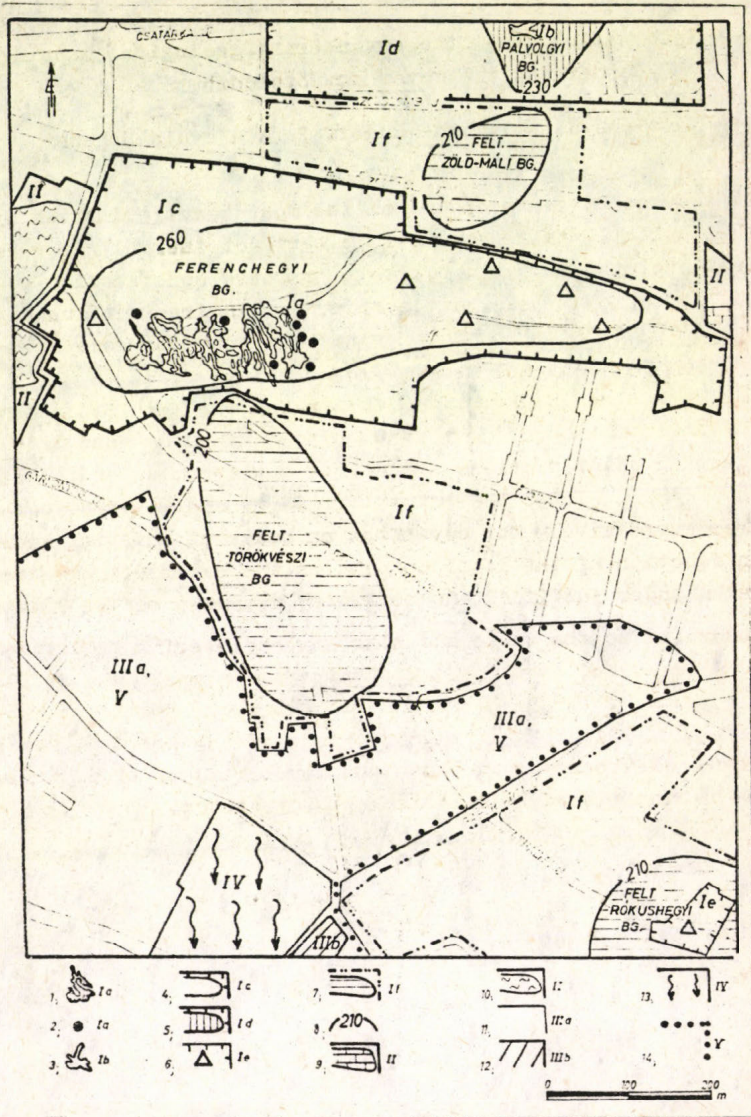 CSATÁRKA
Id
Ib
PÁLVÖLGYI
BG.
230
If
210
FELT.
ZÖLD-MÁLI BG.
II
Ic
260
FERENCHEGYI
BG.
Ia
II
II
200
If
FELT.
TÖRÖKVÉSZI
BG
IIIa,
V
IIIa,
V
If
IV
IIIb
210
FELT.
RÓKUSHEGYI
BG.
Ie
1. Ia
2. Ia
3. Ib
4. Ic
5. Id
6. Ie
7. If
8. 210
9. II
10. II
11. IIIa
12. IIIb
13. IV
14. V
0 100 200
m